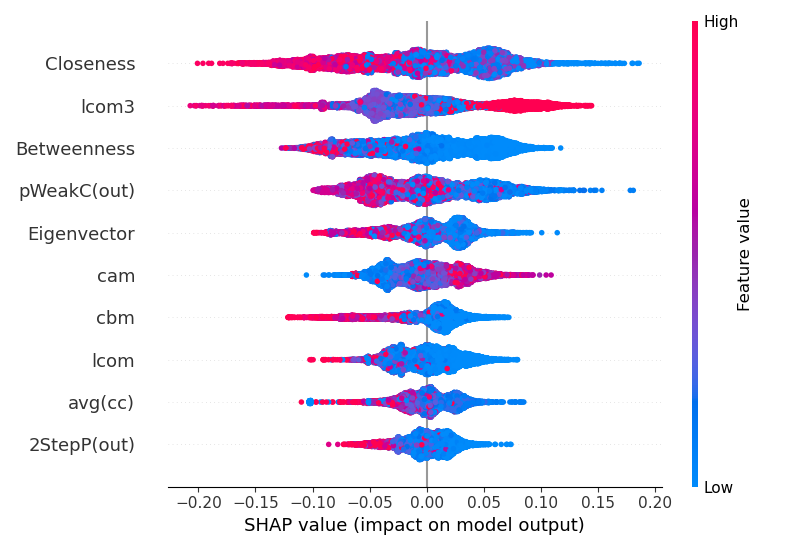 High
Closeness
lcom3
Betweenness
pWeakC(out)
Eigenvector
cam
cbm
lcom
avg(cc)
2StepP(out)
Feature value
Low
−0.20 −0.15 −0.10 −0.05 0.00 0.05 0.10 0.15 0.20
SHAP value (impact on model output)